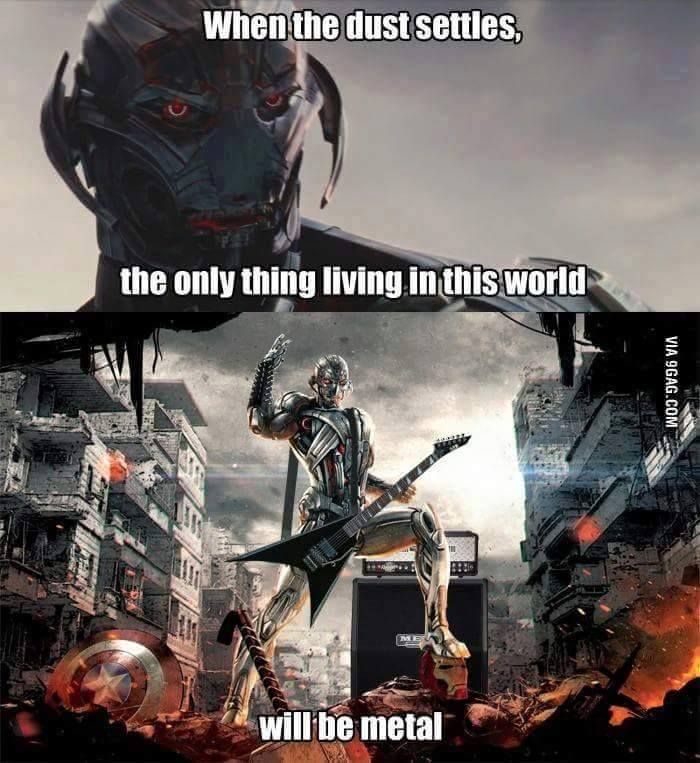 When the dust settles,
the only thing living in this world
VIA 9GAG.COM
will be metal